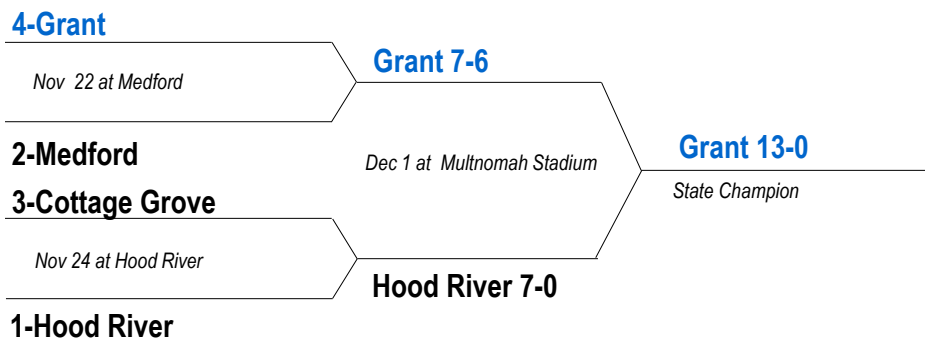 4-Grant
Nov 22 at Medford
2-Medford
Grant 7-6
3-Cottage Grove
Nov 24 at Hood River
1-Hood River
Hood River 7-0
Dec 1 at Multnomah Stadium
Grant 13-0
State Champion